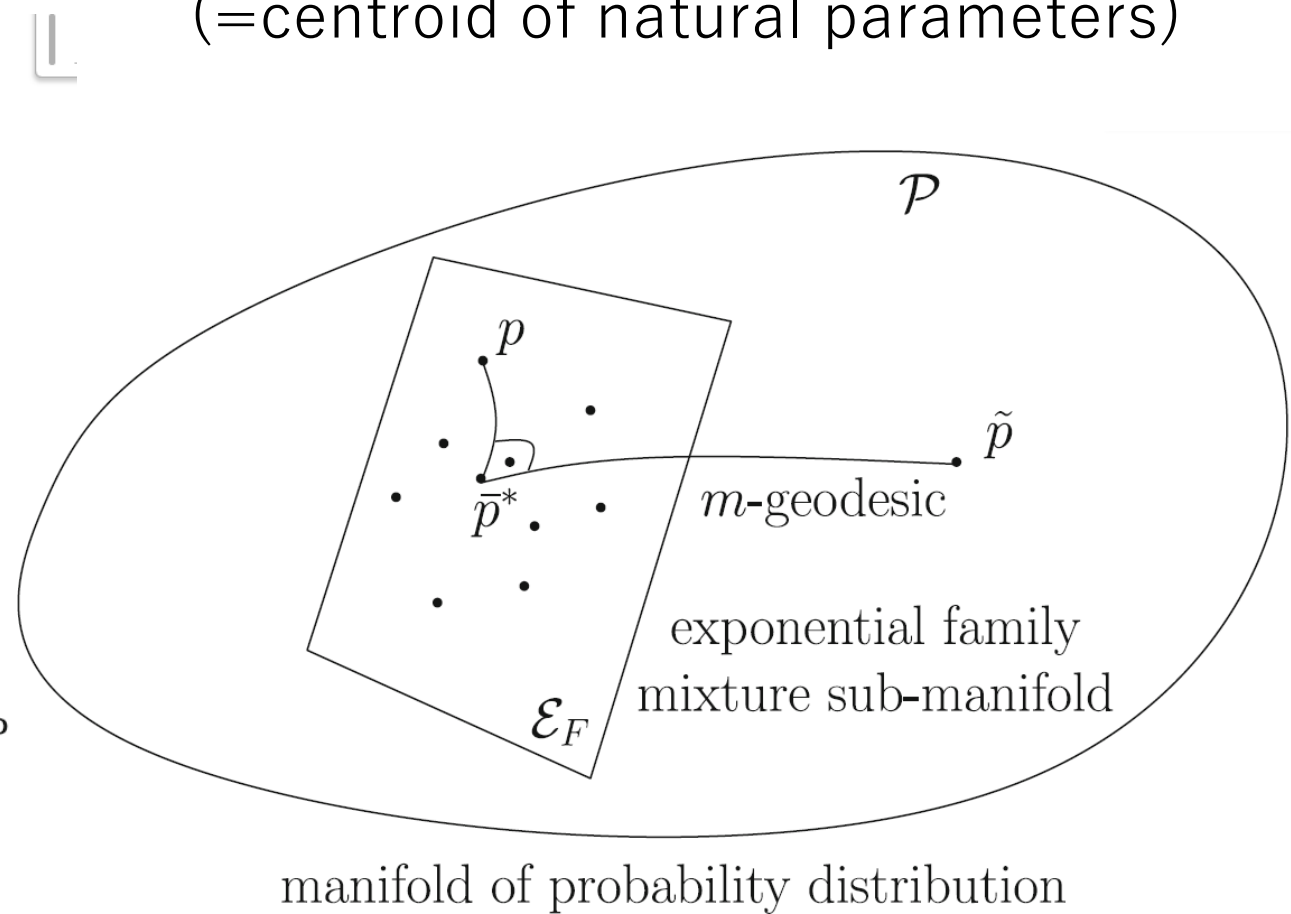 (=centroid of natural parameters)
𝒫
p
p̃
p̄*
m-geodesic
exponential family
mixture sub-manifold
ℰ_F
manifold of probability distribution